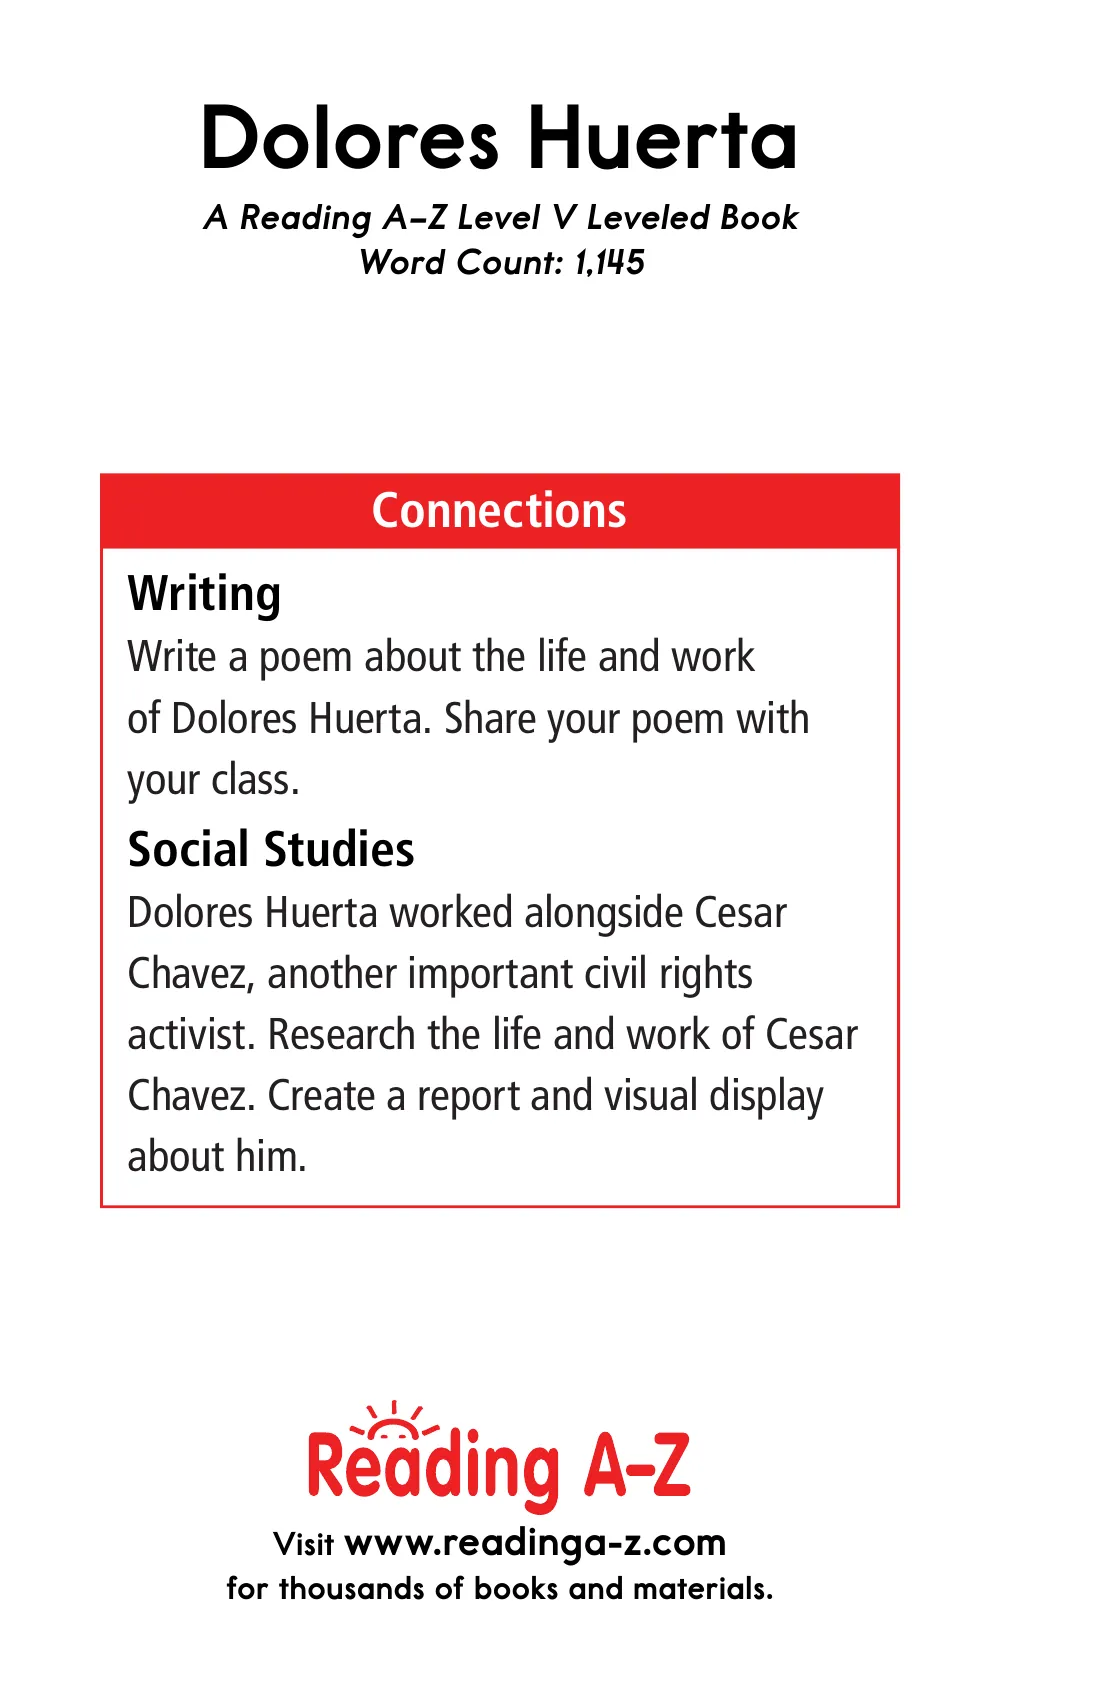 Dolores Huerta
A Reading A–Z Level V Leveled Book
Word Count: 1,145
Connections
Writing
Write a poem about the life and work
of Dolores Huerta. Share your poem with
your class.
Social Studies
Dolores Huerta worked alongside Cesar
Chavez, another important civil rights
activist. Research the life and work of Cesar
Chavez. Create a report and visual display
about him.
Reading A–Z
Visit www.readinga-z.com
for thousands of books and materials.